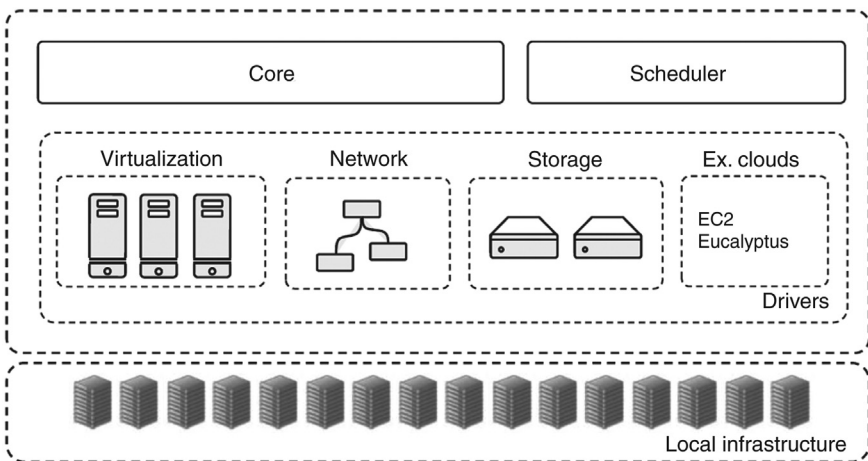 Core
Scheduler
Virtualization
Network
Storage
Ex. clouds
EC2
Eucalyptus
Drivers
Local infrastructure